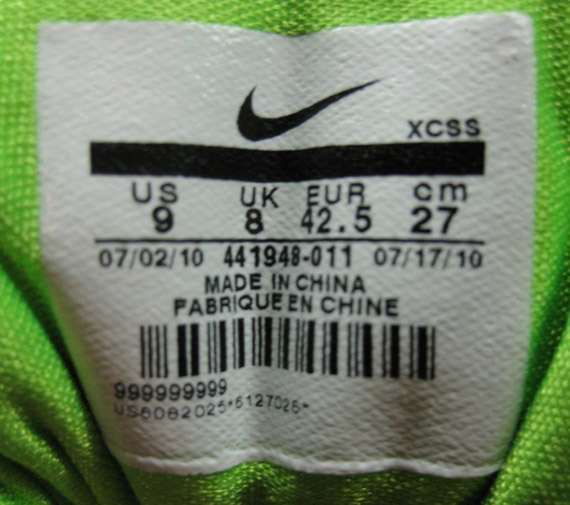 XCSS
US UK EUR cm
9 8 42.5 27
07/02/10 441948-011 07/17/10
MADE IN CHINA
FABRIQUE EN CHINE
999999999
US6082025*6127026*